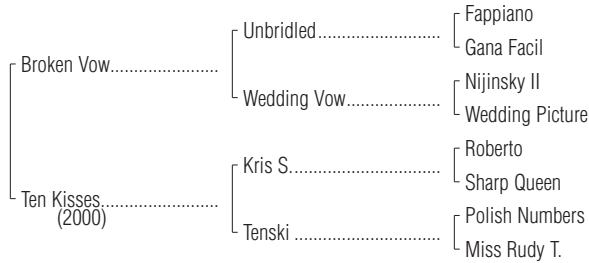 Fappiano
Unbridled..............................
Gana Facil
Broken Vow..........................
Nijinsky II
Wedding Vow.......................
Wedding Picture
Roberto
Kris S.....................................
Sharp Queen
Ten Kisses............................
(2000)
Polish Numbers
Tenski ....................................
Miss Rudy T.